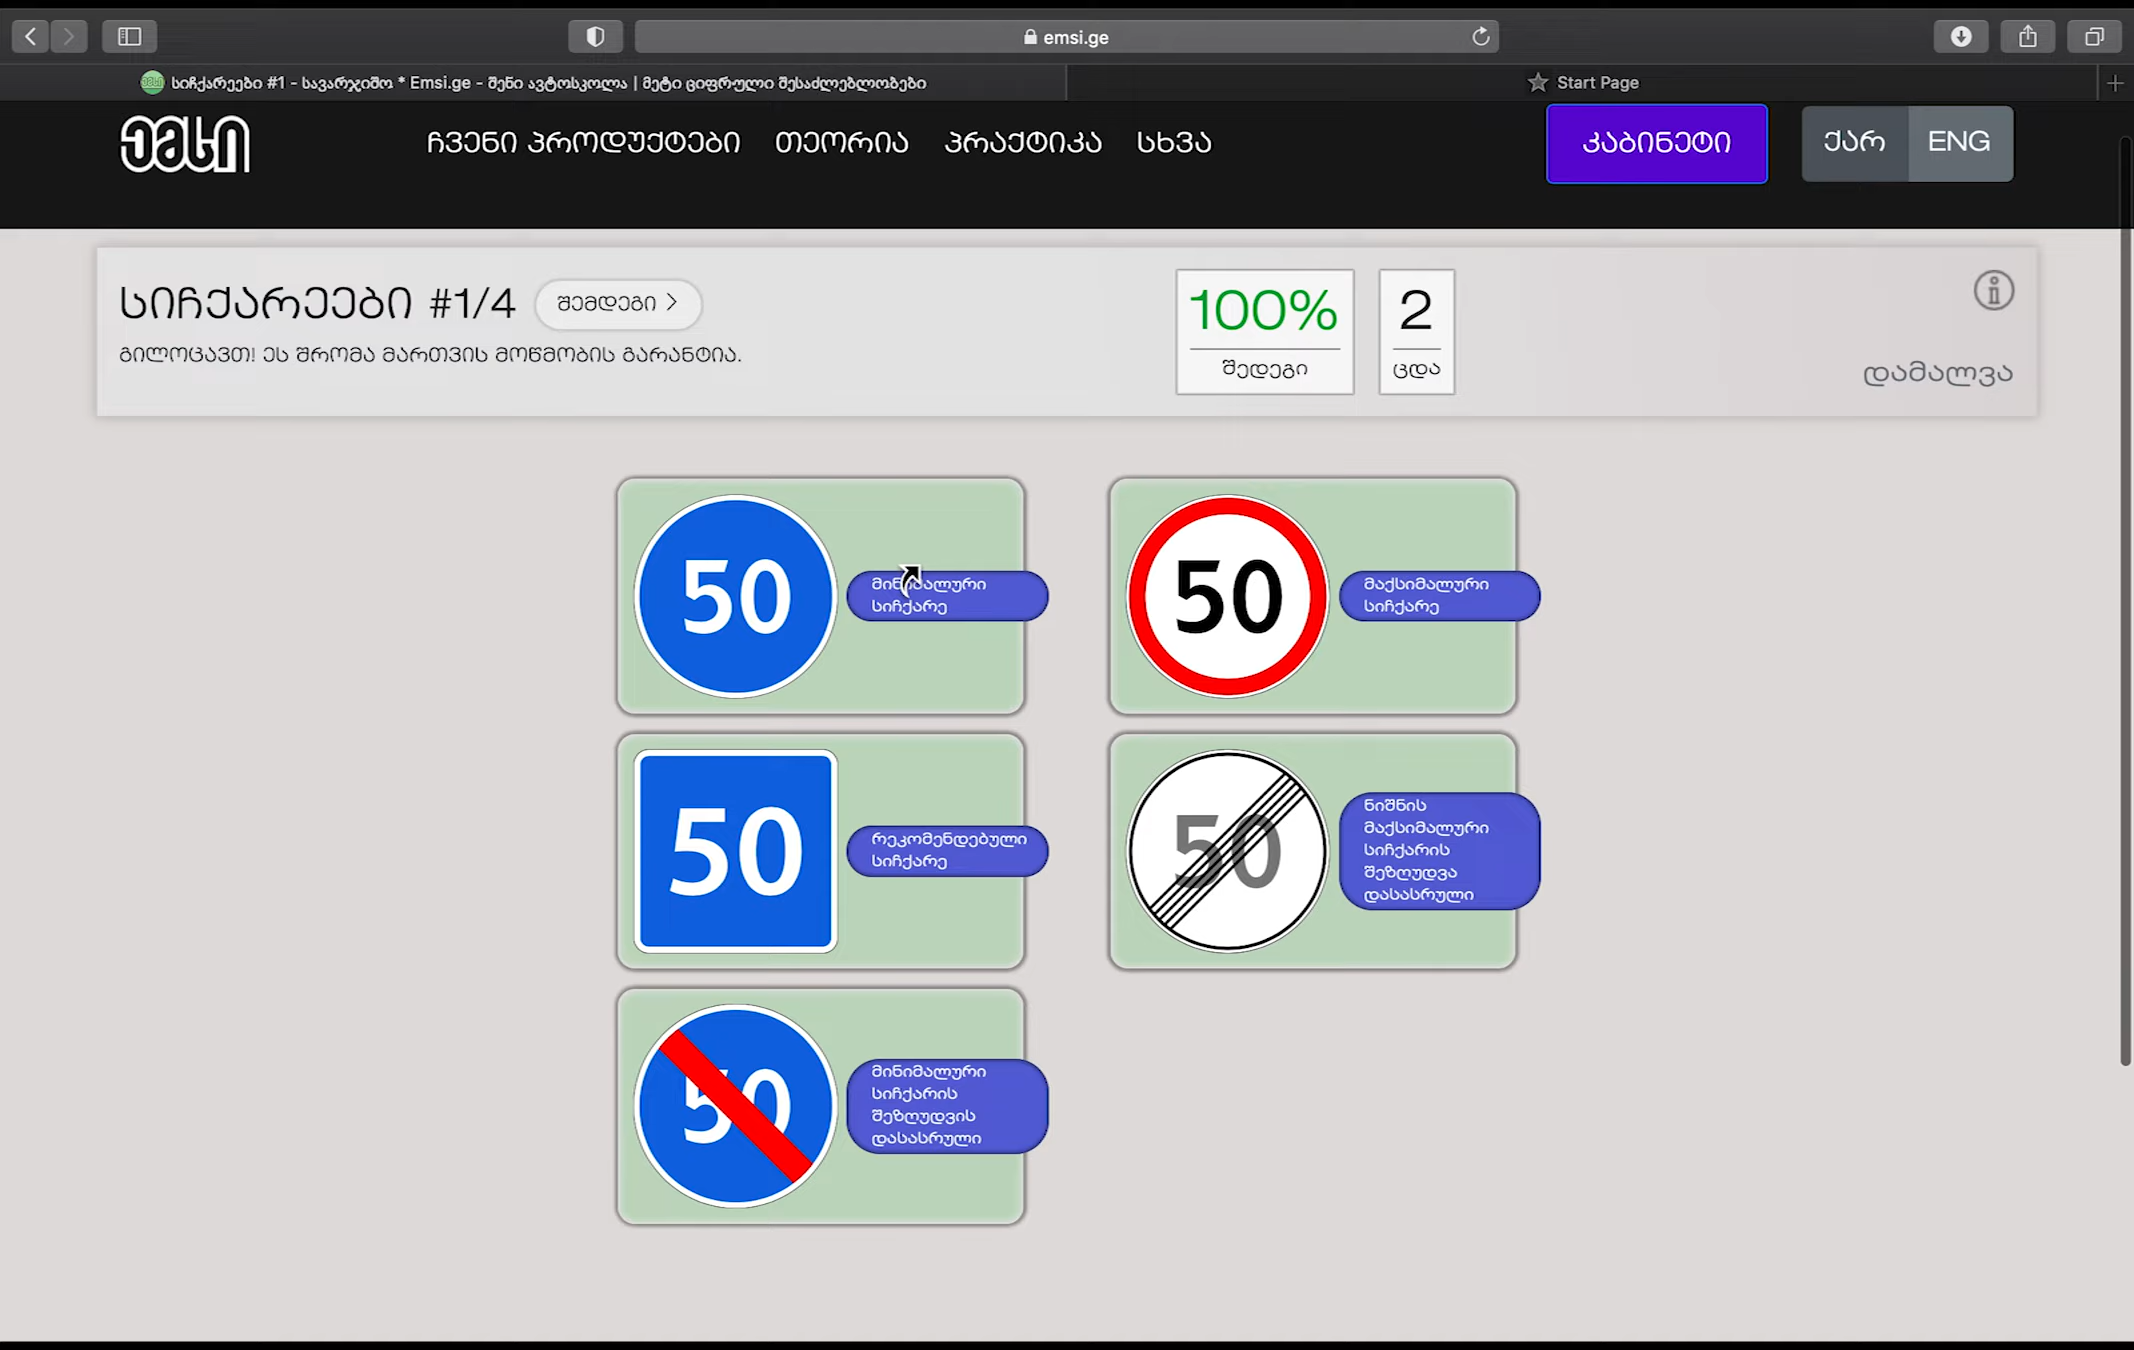 emsi.ge
სიჩქარეები #1 - სავარჯიშო * Emsi.ge - შენი ავტოსკოლა | მეტი ციფრული შესაძლებლობები
Start Page
ემსი
ჩვენი პროდუქტები თეორია პრაქტიკა სხვა
კაბინეტი
ქარ ENG
სიჩქარეები #1/4
შემდეგი >
გილოცავთ! ეს შრომა მართვის მოწმობის გარანტია.
100%
შედეგი
2
ცდა
დამალვა
50
მინიმალური
სიჩქარე
50
მაქსიმალური
სიჩქარე
50
რეკომენდებული
სიჩქარე
50
ნიშნის
მაქსიმალური
სიჩქარის
შეზღუდვა
დასასრული
50
მინიმალური
სიჩქარის
შეზღუდვის
დასასრული